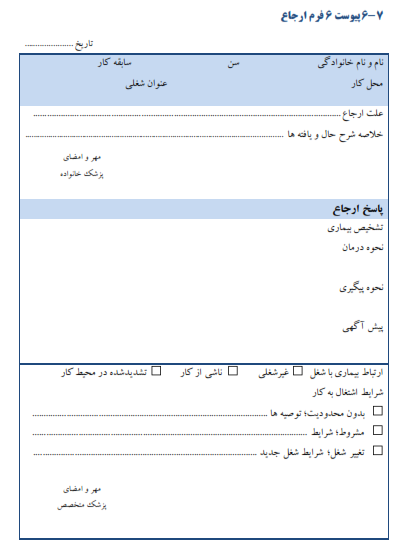 ۷-۶پیوست ۶ فرم ارجاع
تاریخ .....................
نام و نام خانوادگی سن سابقه کار
محل کار عنوان شغلی
علت ارجاع ...............................................................................................
خلاصه شرح حال و یافته ها ...............................................................................................
مهر و امضای
پزشک خانواده
پاسخ ارجاع
تشخیص بیماری
نحوه درمان
نحوه پیگیری
پیش آگهی
ارتباط بیماری با شغل □ غیرشغلی □ ناشی از کار □ تشدیدشده در محیط کار
شرایط اشتغال به کار
□ بدون محدودیت؛ توصیه ها ...............................................................................................
□ مشروط؛ شرایط ...............................................................................................
□ تغییر شغل؛ شرایط شغل جدید ...............................................................................................
مهر و امضای
پزشک متخصص